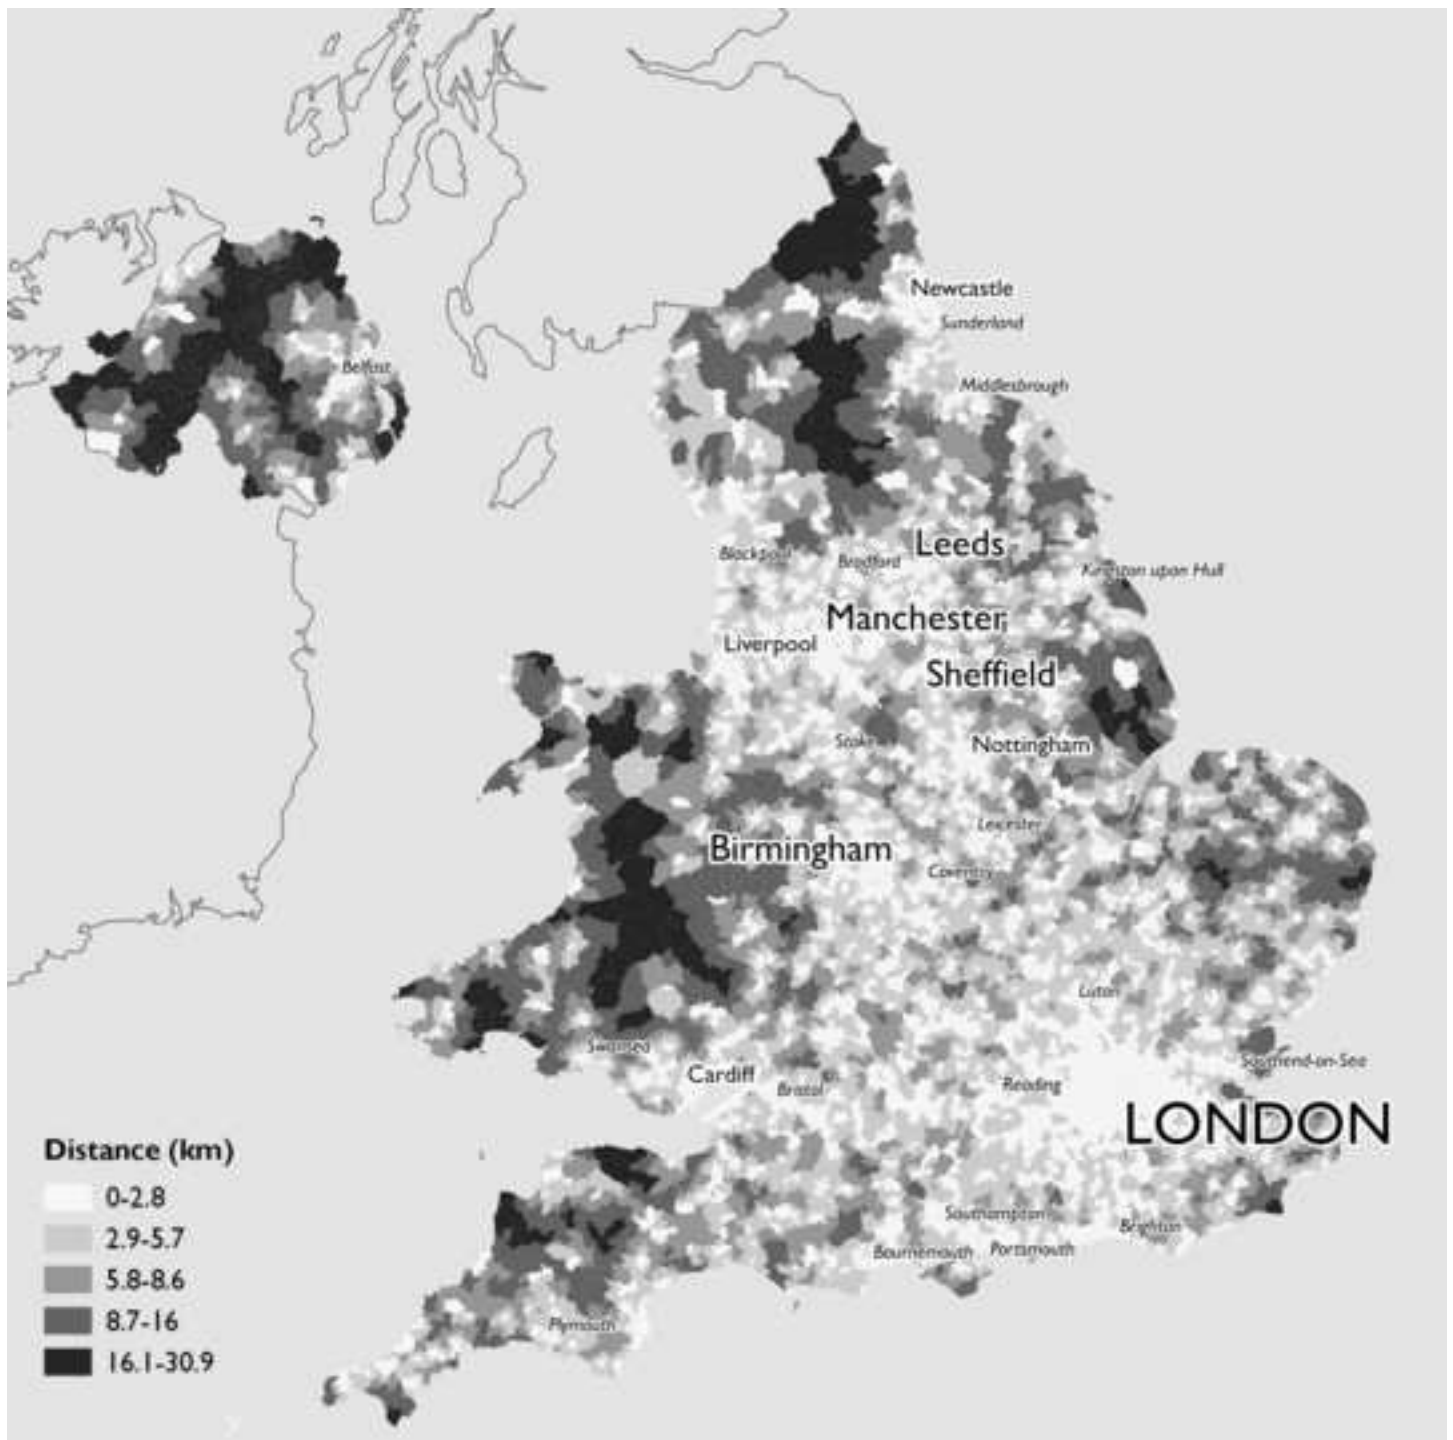 Newcastle
Sunderland
Belfast
Middlesbrough
Leeds
Blackpool
Bradford
Kingston upon Hull
Manchester
Liverpool
Sheffield
Stoke
Nottingham
Leicester
Birmingham
Coventry
Luton
Swansea
Southend-on-Sea
Cardiff
Reading
Bristol
LONDON
Distance (km)
0-2.8
2.9-5.7
5.8-8.6
8.7-16
16.1-30.9
Southampton
Brighton
Bournemouth
Portsmouth
Plymouth